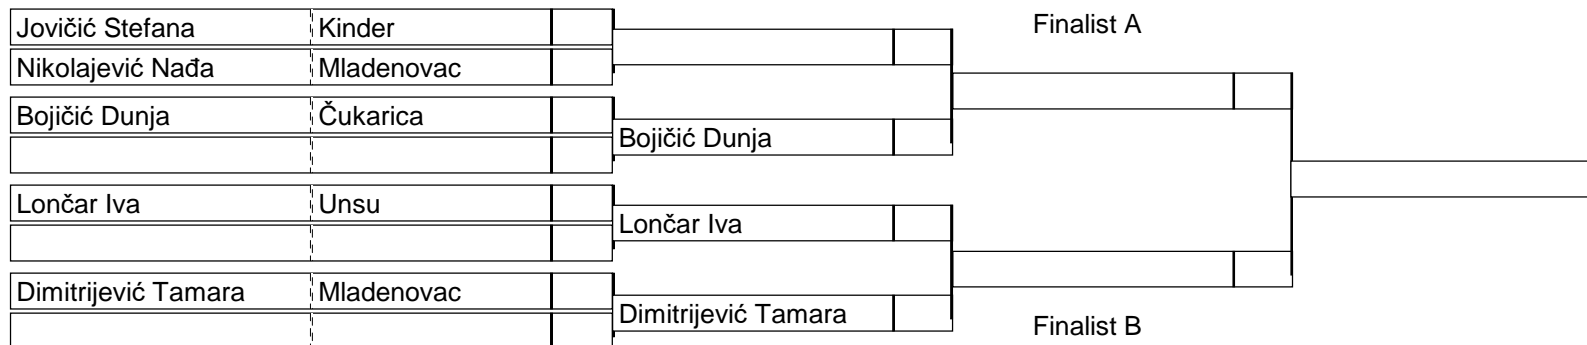 Jovičić Stefana Kinder
Finalist A
Nikolajević Nađa Mladenovac
Bojičić Dunja Čukarica
Bojičić Dunja
Lončar Iva Unsu
Lončar Iva
Dimitrijević Tamara Mladenovac
Dimitrijević Tamara
Finalist B